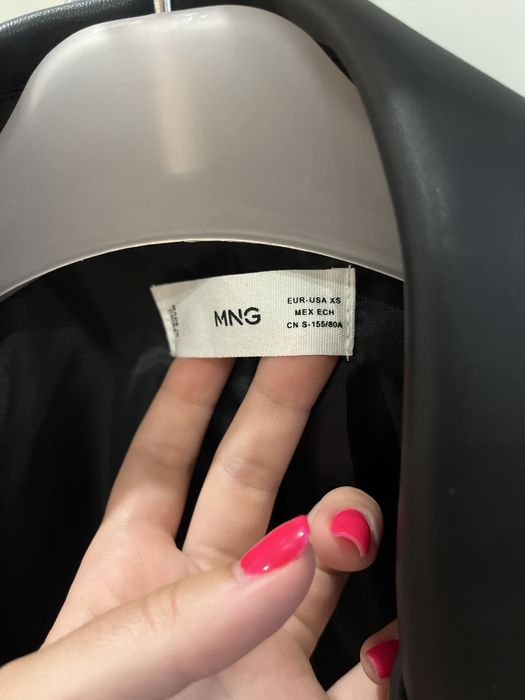 MNG
EUR-USA XS
MEX ECH
CN S-155/80A